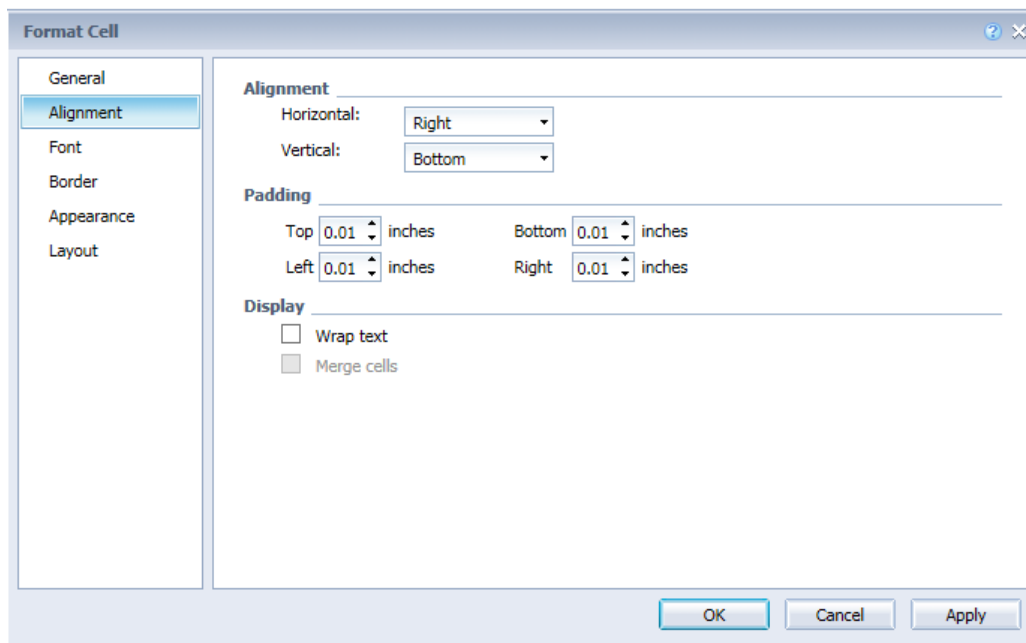 Format Cell
General
Alignment
Font
Border
Appearance
Layout
Alignment
Horizontal: Right
Vertical: Bottom
Padding
Top 0.01 inches Bottom 0.01 inches
Left 0.01 inches Right 0.01 inches
Display
Wrap text
Merge cells
OK Cancel Apply